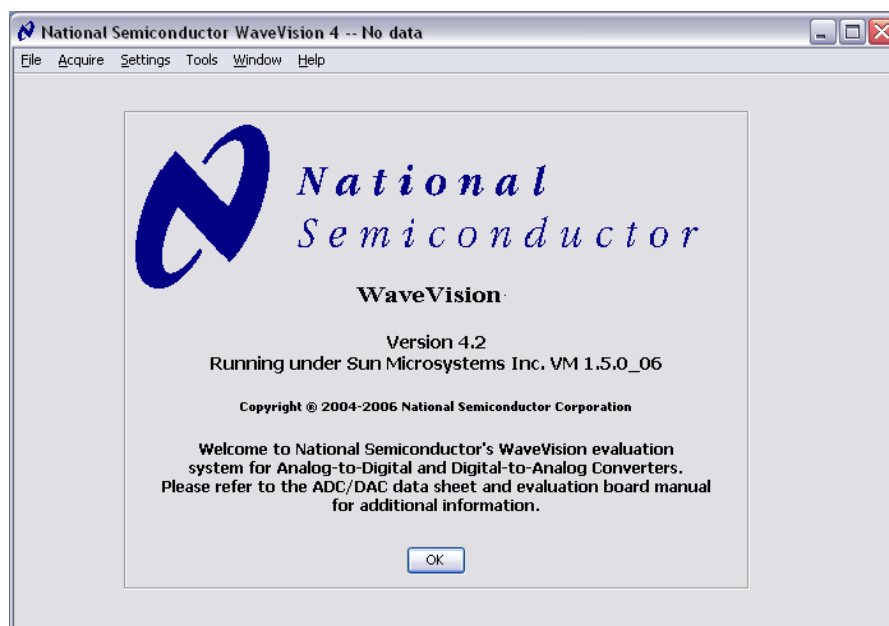 National Semiconductor WaveVision 4 -- No data
File Acquire Settings Tools Window Help
National
Semiconductor
WaveVision
Version 4.2
Running under Sun Microsystems Inc. VM 1.5.0_06
Copyright © 2004-2006 National Semiconductor Corporation
Welcome to National Semiconductor's WaveVision evaluation
system for Analog-to-Digital and Digital-to-Analog Converters.
Please refer to the ADC/DAC data sheet and evaluation board manual
for additional information.
OK